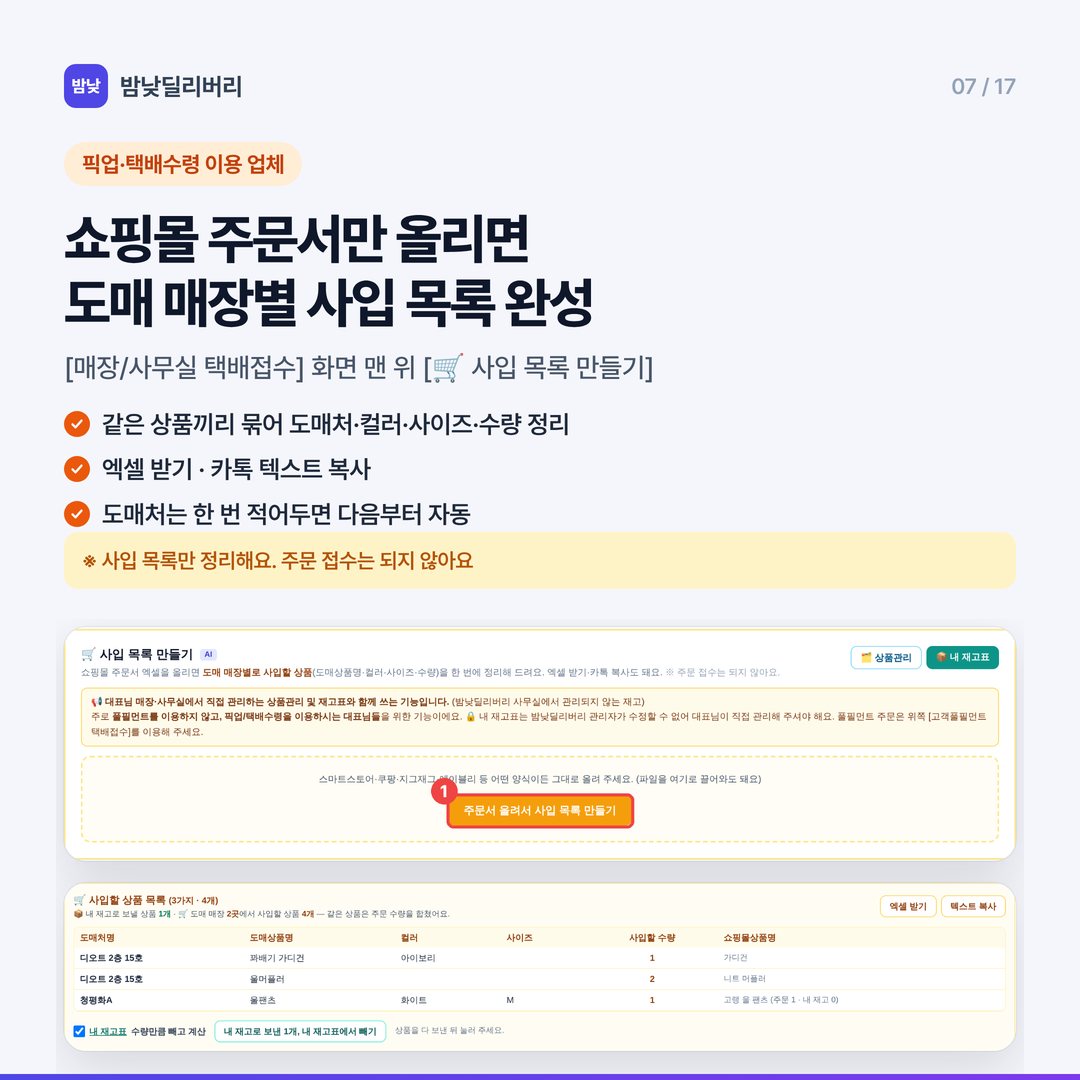 밤낮 밤낮딜리버리 07 / 17
픽업·택배수령 이용 업체
쇼핑몰 주문서만 올리면
도매 매장별 사입 목록 완성
[매장/사무실 택배접수] 화면 맨 위 [🛒 사입 목록 만들기]
같은 상품끼리 묶어 도매처·컬러·사이즈·수량 정리
엑셀 받기 · 카톡 텍스트 복사
도매처는 한 번 적어두면 다음부터 자동
※ 사입 목록만 정리해요. 주문 접수는 되지 않아요
🛒 사입 목록 만들기 AI 🗂️ 상품관리 📦 내 재고표
쇼핑몰 주문서 엑셀을 올리면 도매 매장별로 사입할 상품(도매상품명·컬러·사이즈·수량)을 한 번에 정리해 드려요. 엑셀 받기·카톡 복사도 돼요. ※ 주문 접수는 되지 않아요.
📢 대표님 매장·사무실에서 직접 관리하는 상품관리 및 재고표와 함께 쓰는 기능입니다. (밤낮딜리버리 사무실에서 관리되지 않는 재고)
주로 풀필먼트를 이용하지 않고, 픽업/택배수령을 이용하시는 대표님들을 위한 기능이에요. 🔒 내 재고표는 밤낮딜리버리 관리자가 수정할 수 없어 대표님이 직접 관리해 주셔야 해요. 풀필먼트 주문은 위쪽 [고객풀필먼트
택배접수]를 이용해 주세요.
스마트스토어·쿠팡·지그재그·에이블리 등 어떤 양식이든 그대로 올려 주세요. (파일을 여기로 끌어와도 돼요)
1
주문서 올려서 사입 목록 만들기
🛒 사입할 상품 목록 (3가지 · 4개) 엑셀 받기 텍스트 복사
📦 내 재고로 보낼 상품 1개 · 🛒 도매 매장 2곳에서 사입할 상품 4개 — 같은 상품은 주문 수량을 합쳤어요.
도매처명 도매상품명 컬러 사이즈 사입할 수량 쇼핑몰상품명
디오트 2층 15호 꽈배기 가디건 아이보리 1 가디건
디오트 2층 15호 울머플러 2 니트 머플러
청평화A 울팬츠 화이트 M 1 고랭 울 팬츠 (주문 1 · 내 재고 0)
내 재고표 수량만큼 빼고 계산 내 재고로 보낸 1개, 내 재고표에서 빼기 상품을 다 보낸 뒤 눌러 주세요.